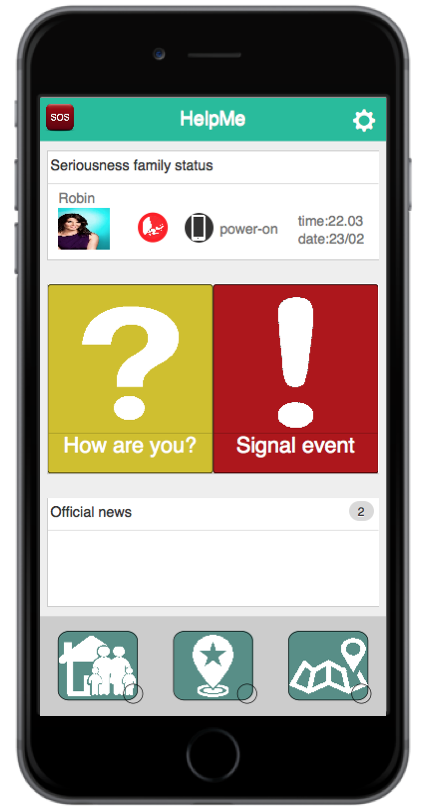 SOS
HelpMe
Seriousness family status
Robin
power-on
time:22.03
date:23/02
?
!
How are you?
Signal event
Official news
2